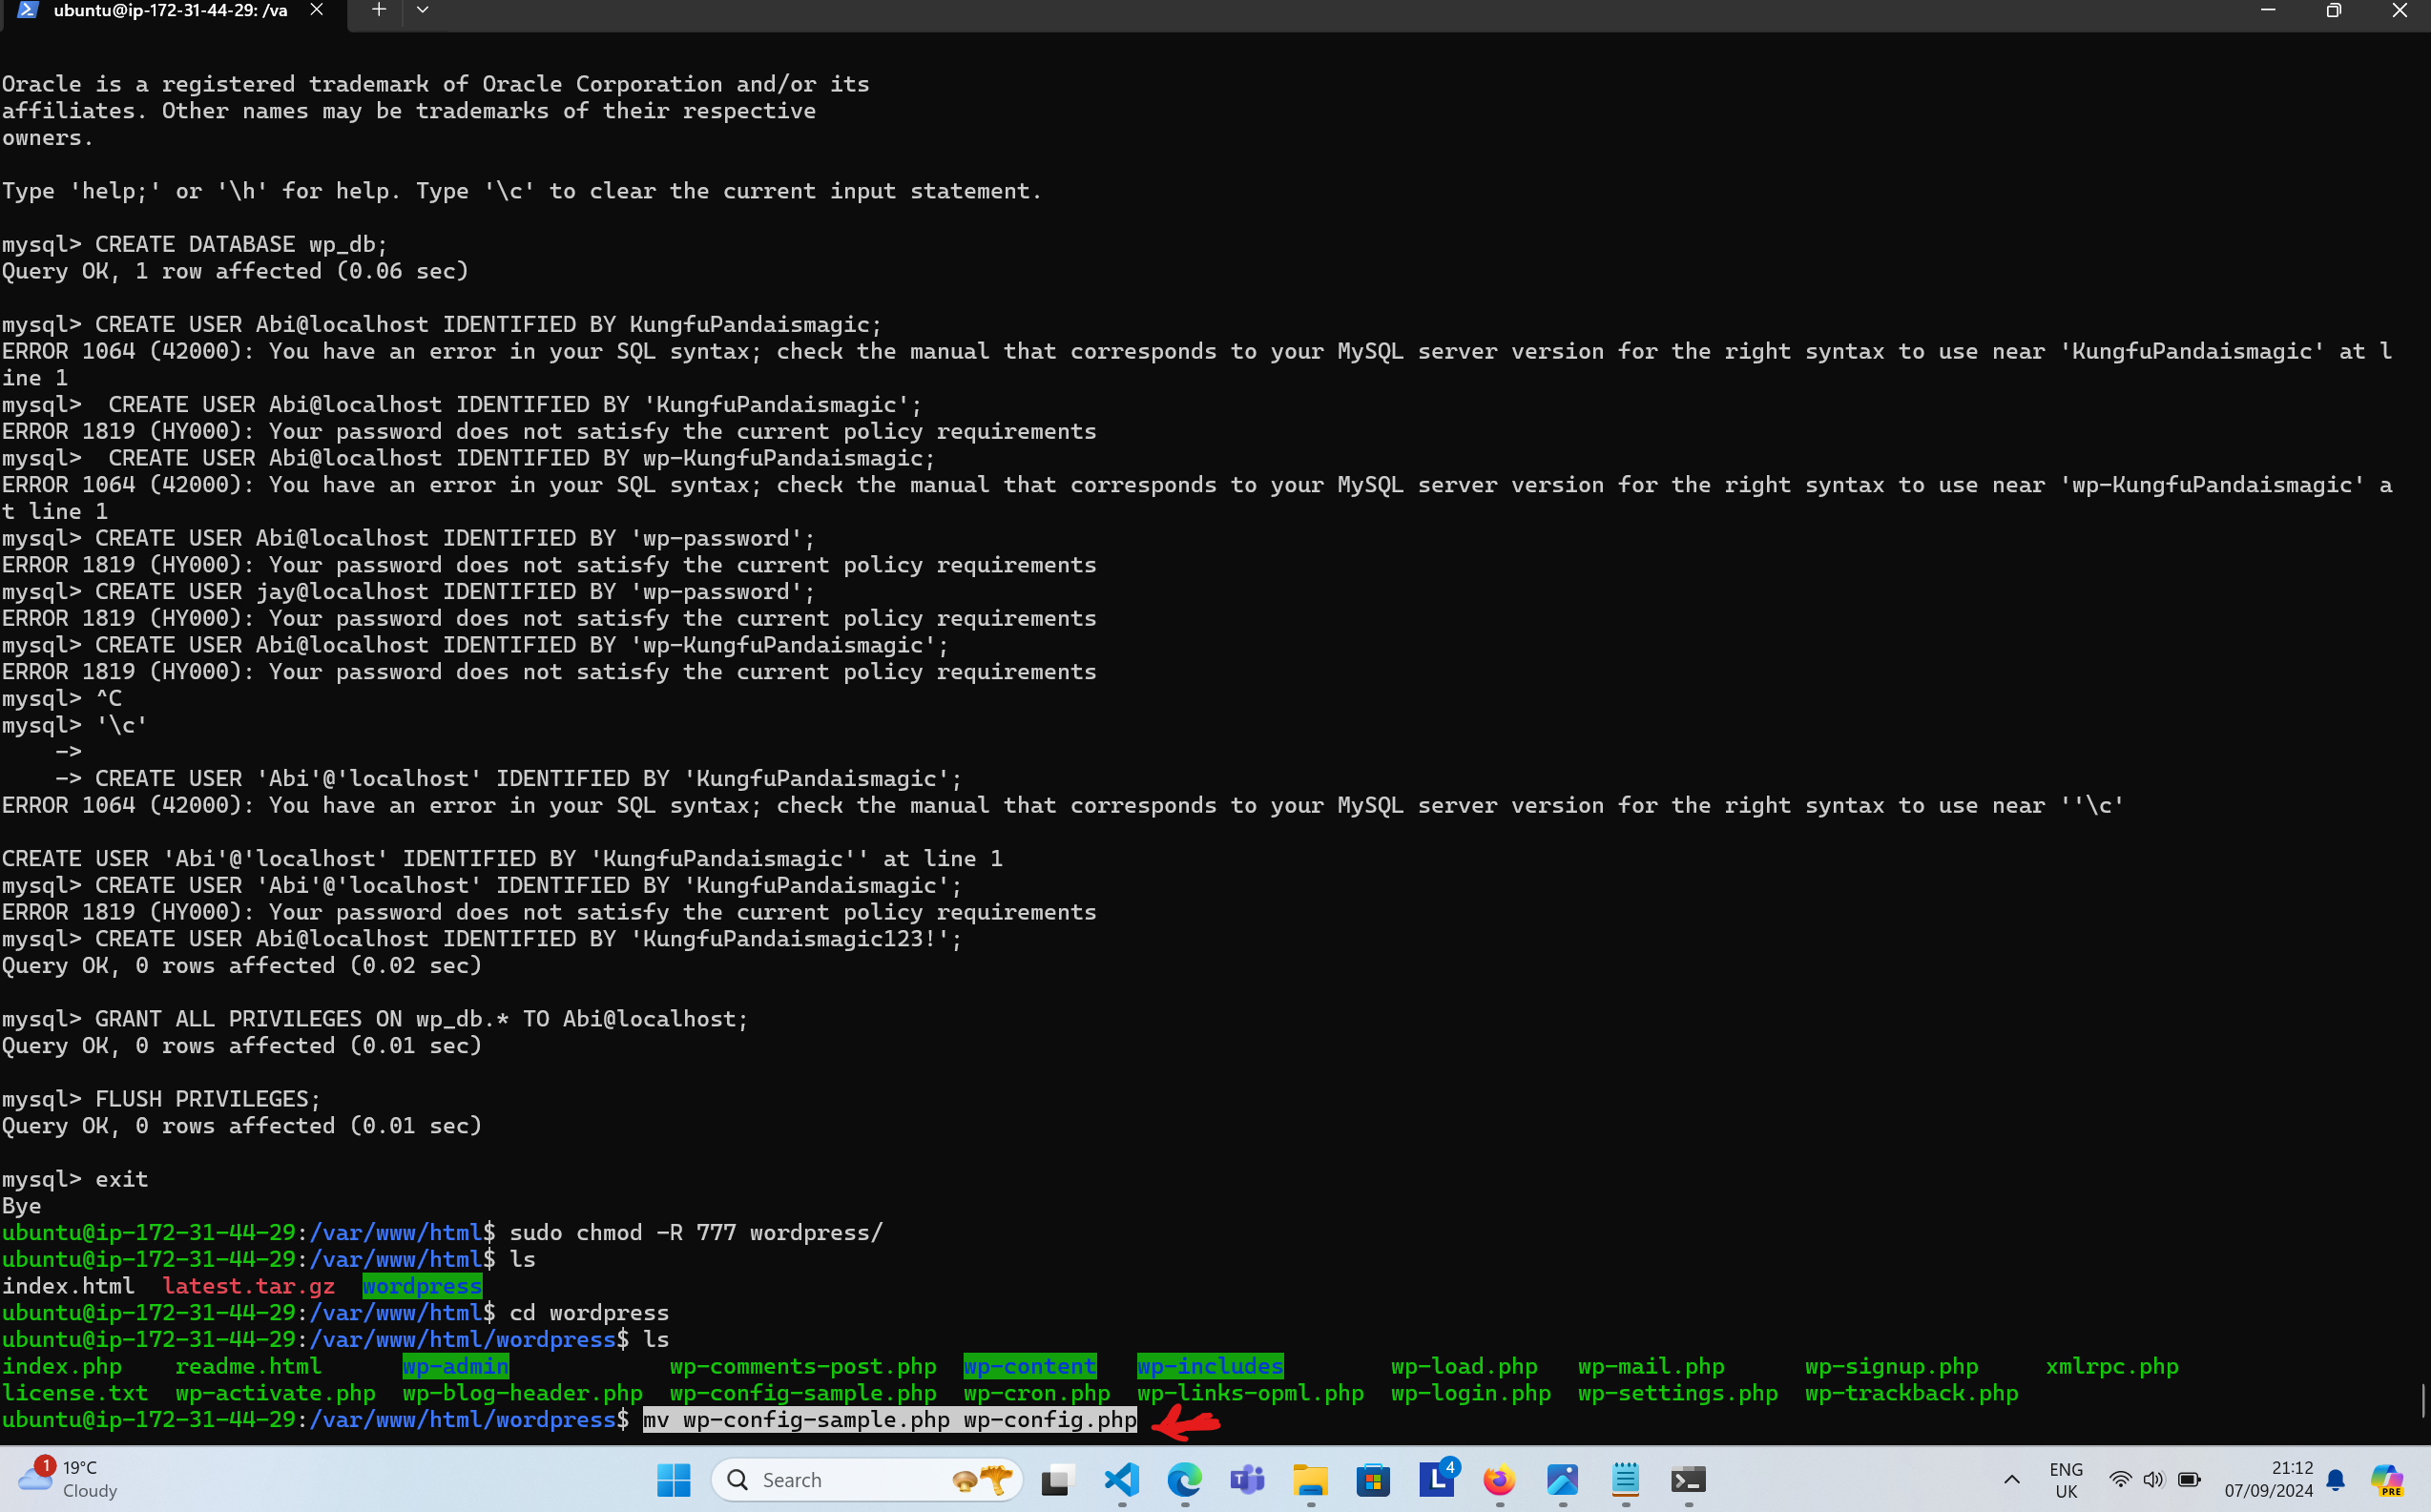 ubuntu@ip-172-31-44-29: /va
Oracle is a registered trademark of Oracle Corporation and/or its
affiliates. Other names may be trademarks of their respective
owners.
Type 'help;' or '\h' for help. Type '\c' to clear the current input statement.
mysql> CREATE DATABASE wp_db;
Query OK, 1 row affected (0.06 sec)
mysql> CREATE USER Abi@localhost IDENTIFIED BY KungfuPandaismagic;
ERROR 1064 (42000): You have an error in your SQL syntax; check the manual that corresponds to your MySQL server version for the right syntax to use near 'KungfuPandaismagic' at l
ine 1
mysql>  CREATE USER Abi@localhost IDENTIFIED BY 'KungfuPandaismagic';
ERROR 1819 (HY000): Your password does not satisfy the current policy requirements
mysql>  CREATE USER Abi@localhost IDENTIFIED BY wp-KungfuPandaismagic;
ERROR 1064 (42000): You have an error in your SQL syntax; check the manual that corresponds to your MySQL server version for the right syntax to use near 'wp-KungfuPandaismagic' a
t line 1
mysql> CREATE USER Abi@localhost IDENTIFIED BY 'wp-password';
ERROR 1819 (HY000): Your password does not satisfy the current policy requirements
mysql> CREATE USER jay@localhost IDENTIFIED BY 'wp-password';
ERROR 1819 (HY000): Your password does not satisfy the current policy requirements
mysql> CREATE USER Abi@localhost IDENTIFIED BY 'wp-KungfuPandaismagic';
ERROR 1819 (HY000): Your password does not satisfy the current policy requirements
mysql> ^C
mysql> '\c'
    ->
    -> CREATE USER 'Abi'@'localhost' IDENTIFIED BY 'KungfuPandaismagic';
ERROR 1064 (42000): You have an error in your SQL syntax; check the manual that corresponds to your MySQL server version for the right syntax to use near ''\c'
CREATE USER 'Abi'@'localhost' IDENTIFIED BY 'KungfuPandaismagic'' at line 1
mysql> CREATE USER 'Abi'@'localhost' IDENTIFIED BY 'KungfuPandaismagic';
ERROR 1819 (HY000): Your password does not satisfy the current policy requirements
mysql> CREATE USER Abi@localhost IDENTIFIED BY 'KungfuPandaismagic123!';
Query OK, 0 rows affected (0.02 sec)
mysql> GRANT ALL PRIVILEGES ON wp_db.* TO Abi@localhost;
Query OK, 0 rows affected (0.01 sec)
mysql> FLUSH PRIVILEGES;
Query OK, 0 rows affected (0.01 sec)
mysql> exit
Bye
ubuntu@ip-172-31-44-29:/var/www/html$ sudo chmod -R 777 wordpress/
ubuntu@ip-172-31-44-29:/var/www/html$ ls
index.html  latest.tar.gz  wordpress
ubuntu@ip-172-31-44-29:/var/www/html$ cd wordpress
ubuntu@ip-172-31-44-29:/var/www/html/wordpress$ ls
index.php    readme.html      wp-admin            wp-comments-post.php  wp-content   wp-includes        wp-load.php   wp-mail.php      wp-signup.php     xmlrpc.php
license.txt  wp-activate.php  wp-blog-header.php  wp-config-sample.php  wp-cron.php  wp-links-opml.php  wp-login.php  wp-settings.php  wp-trackback.php
ubuntu@ip-172-31-44-29:/var/www/html/wordpress$ mv wp-config-sample.php wp-config.php
1
19°C
Cloudy
Search
T
L
4
ENG
UK
21:12
07/09/2024
PRE